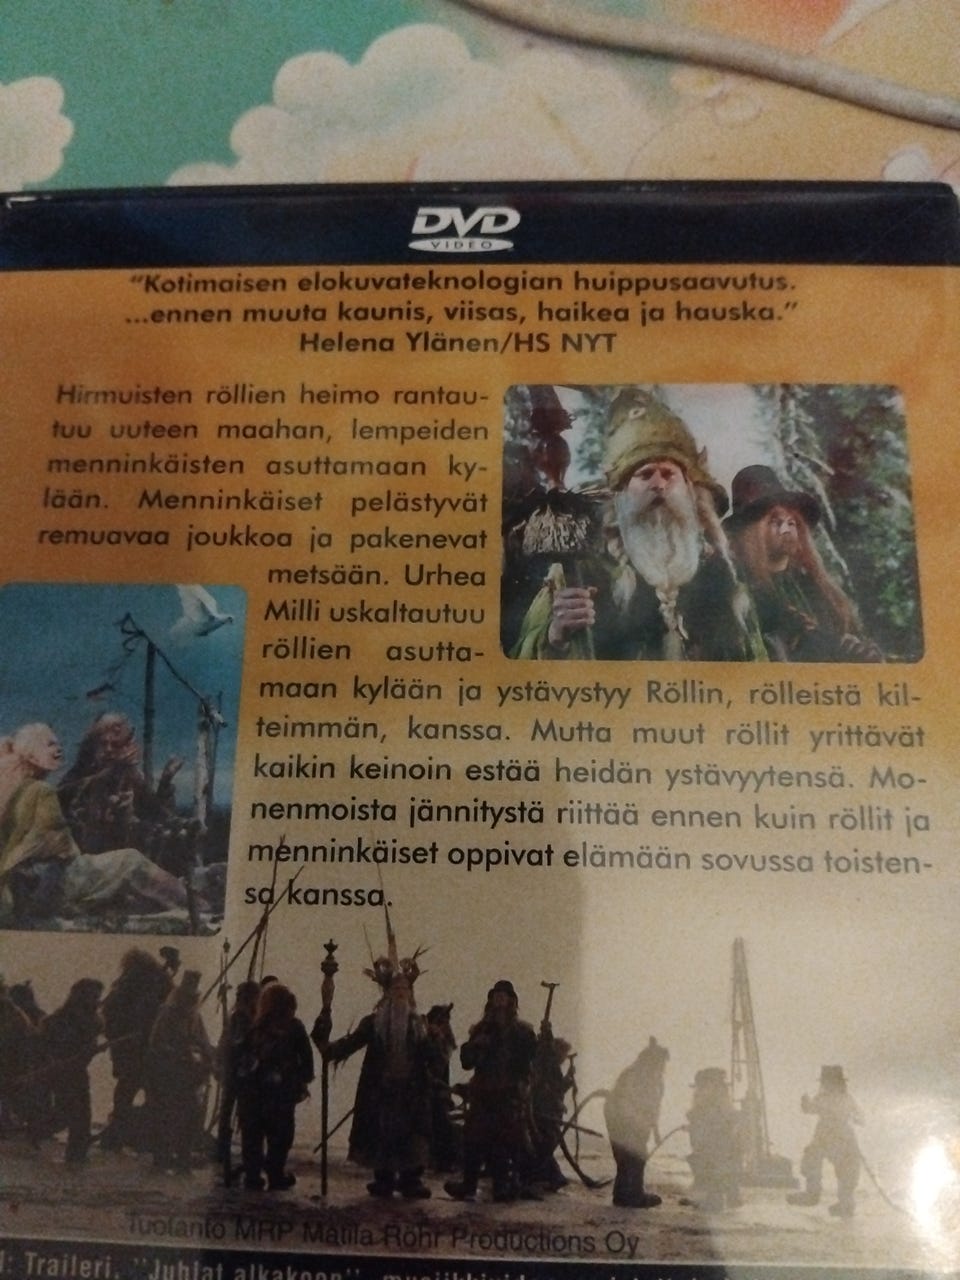 DVD
VIDEO
"Kotimaisen elokuvateknologian huippusaavutus.
...ennen muuta kaunis, viisas, haikea ja hauska."
Helena Ylänen/HS NYT
Hirmuisten röllien heimo rantau-
tuu uuteen maahan, lempeiden
menninkäisten asuttamaan ky-
lään. Menninkäiset pelästyvät
remuavaa joukkoa ja pakenevat
metsään. Urhea
Milli uskaltautuu
röllien asutta-
maan kylään ja ystävystyy Röllin, rölleistä kil-
teimmän, kanssa. Mutta muut röllit yrittävät
kaikin keinoin estää heidän ystävyytensä. Mo-
nenmoista jännitystä riittää ennen kuin röllit ja
menninkäiset oppivat elämään sovussa toisten-
sa kanssa.
Tuotanto MRP Matila Röhr Productions Oy
Traileri, "Juhlat alkakoon",